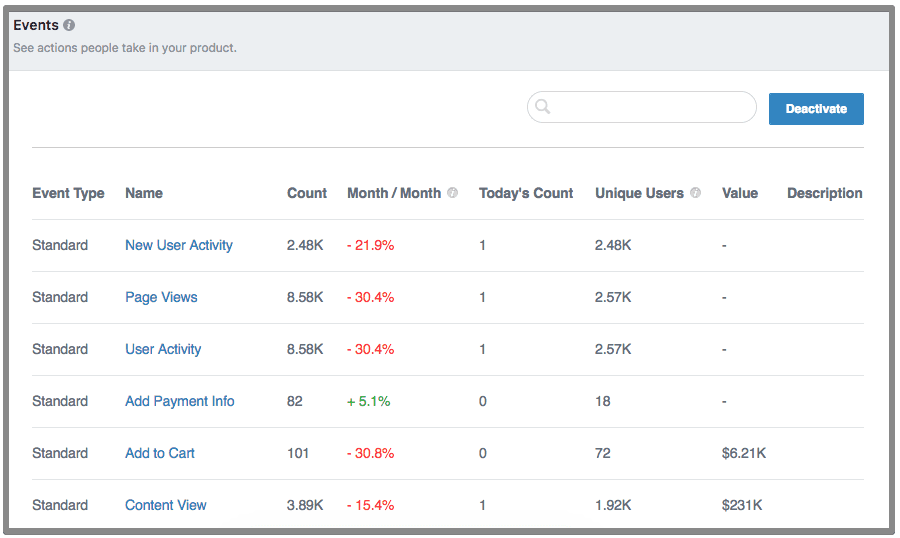 Events
See actions people take in your product.
Deactivate
Event Type Name Count Month / Month Today's Count Unique Users Value Description
Standard New User Activity 2.48K - 21.9% 1 2.48K -
Standard Page Views 8.58K - 30.4% 1 2.57K -
Standard User Activity 8.58K - 30.4% 1 2.57K -
Standard Add Payment Info 82 + 5.1% 0 18 -
Standard Add to Cart 101 - 30.8% 0 72 $6.21K
Standard Content View 3.89K - 15.4% 1 1.92K $231K